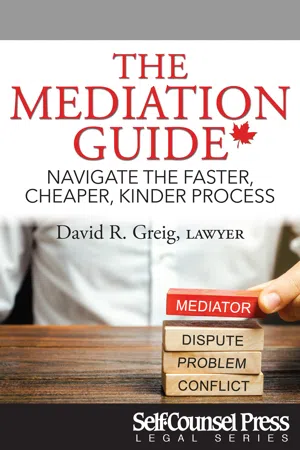 THE
MEDIATION
GUIDE
NAVIGATE THE FASTER,
CHEAPER, KINDER PROCESS
David R. Greig, LAWYER
MEDIATOR
DISPUTE
PROBLEM
CONFLICT
Self-Counsel Press
LEGAL SERIES